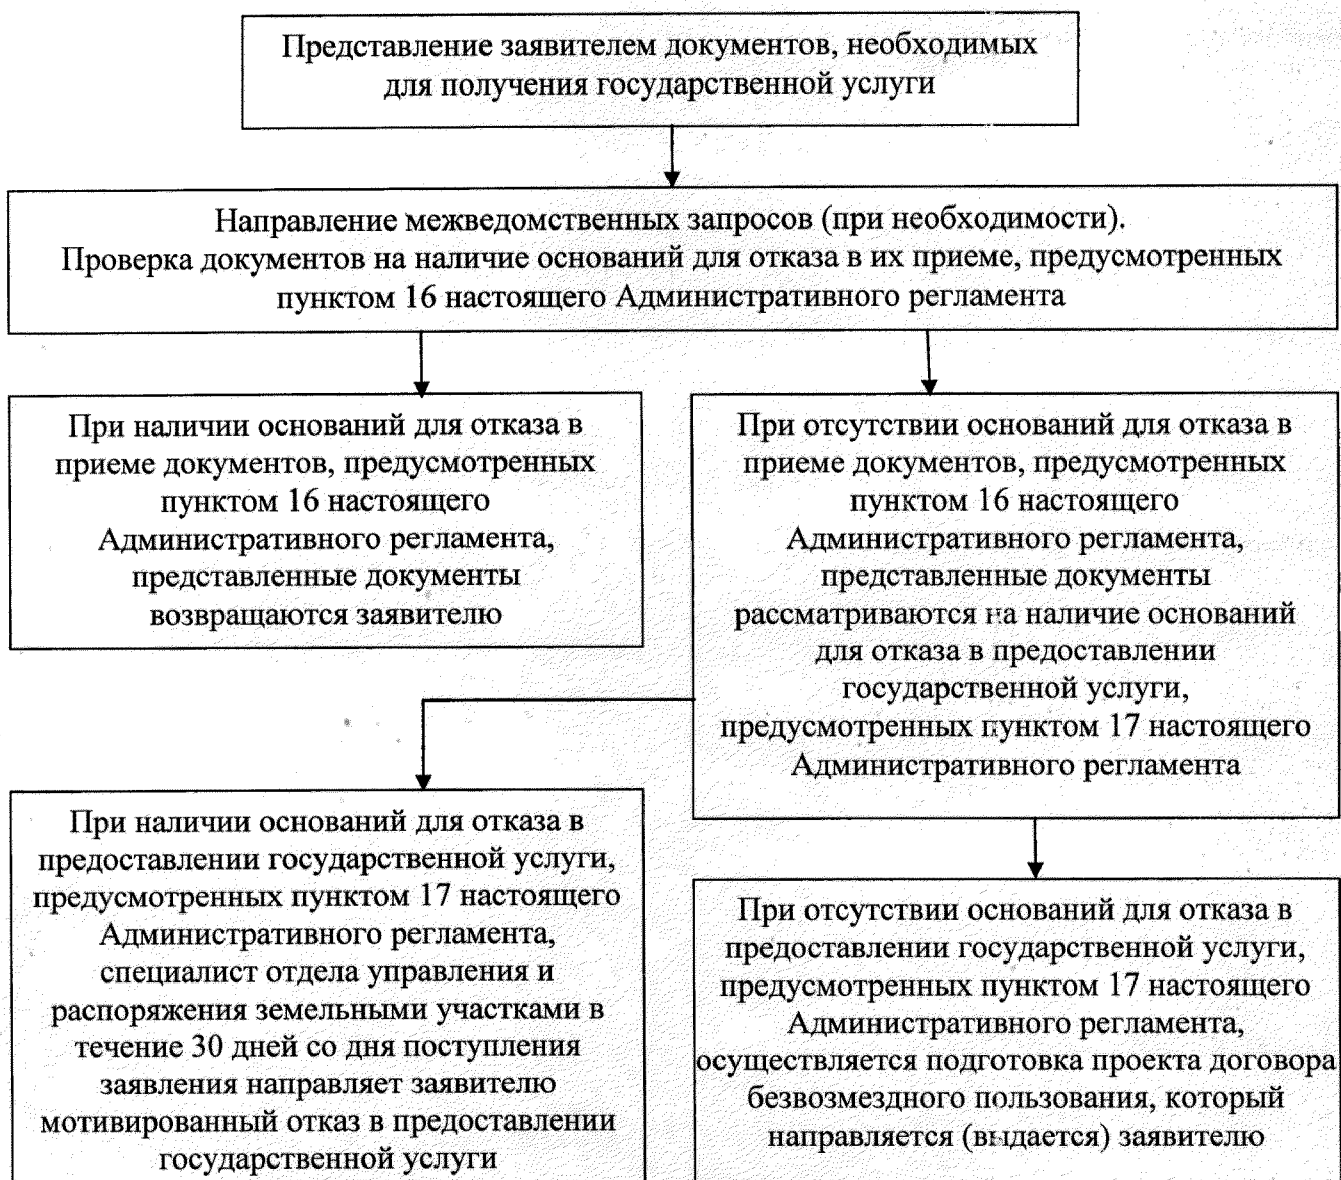 Представление заявителем документов, необходимых
для получения государственной услуги
Направление межведомственных запросов (при необходимости).
Проверка документов на наличие оснований для отказа в их приеме, предусмотренных
пунктом 16 настоящего Административного регламента
При наличии оснований для отказа в
приеме документов, предусмотренных
пунктом 16 настоящего
Административного регламента,
представленные документы
возвращаются заявителю
При отсутствии оснований для отказа в
приеме документов, предусмотренных
пунктом 16 настоящего
Административного регламента,
представленные документы
рассматриваются на наличие оснований
для отказа в предоставлении
государственной услуги,
предусмотренных пунктом 17 настоящего
Административного регламента
При наличии оснований для отказа в
предоставлении государственной услуги,
предусмотренных пунктом 17 настоящего
Административного регламента,
специалист отдела управления и
распоряжения земельными участками в
течение 30 дней со дня поступления
заявления направляет заявителю
мотивированный отказ в предоставлении
государственной услуги
При отсутствии оснований для отказа в
предоставлении государственной услуги,
предусмотренных пунктом 17 настоящего
Административного регламента,
осуществляется подготовка проекта договора
безвозмездного пользования, который
направляется (выдается) заявителю